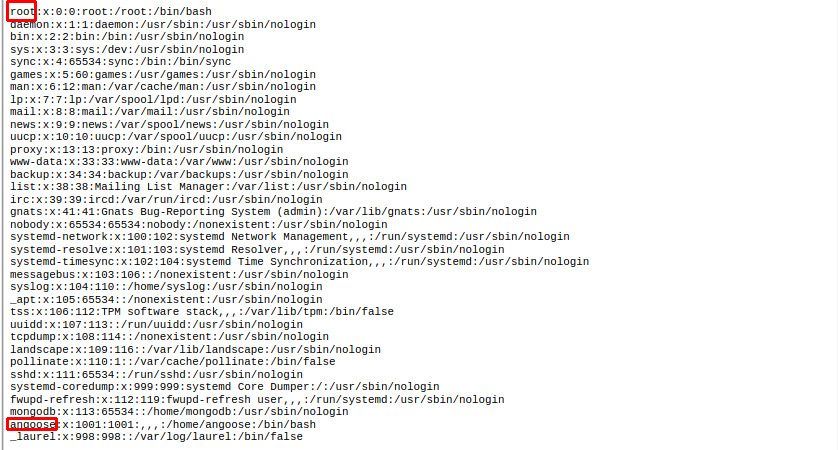 root:x:0:0:root:/root:/bin/bash
daemon:x:1:1:daemon:/usr/sbin:/usr/sbin/nologin
bin:x:2:2:bin:/bin:/usr/sbin/nologin
sys:x:3:3:sys:/dev:/usr/sbin/nologin
sync:x:4:65534:sync:/bin:/bin/sync
games:x:5:60:games:/usr/games:/usr/sbin/nologin
man:x:6:12:man:/var/cache/man:/usr/sbin/nologin
lp:x:7:7:lp:/var/spool/lpd:/usr/sbin/nologin
mail:x:8:8:mail:/var/mail:/usr/sbin/nologin
news:x:9:9:news:/var/spool/news:/usr/sbin/nologin
uucp:x:10:10:uucp:/var/spool/uucp:/usr/sbin/nologin
proxy:x:13:13:proxy:/bin:/usr/sbin/nologin
www-data:x:33:33:www-data:/var/www:/usr/sbin/nologin
backup:x:34:34:backup:/var/backups:/usr/sbin/nologin
list:x:38:38:Mailing List Manager:/var/list:/usr/sbin/nologin
irc:x:39:39:ircd:/var/run/ircd:/usr/sbin/nologin
gnats:x:41:41:Gnats Bug-Reporting System (admin):/var/lib/gnats:/usr/sbin/nologin
nobody:x:65534:65534:nobody:/nonexistent:/usr/sbin/nologin
systemd-network:x:100:102:systemd Network Management,,,:/run/systemd:/usr/sbin/nologin
systemd-resolve:x:101:103:systemd Resolver,,,:/run/systemd:/usr/sbin/nologin
systemd-timesync:x:102:104:systemd Time Synchronization,,,:/run/systemd:/usr/sbin/nologin
messagebus:x:103:106::/nonexistent:/usr/sbin/nologin
syslog:x:104:110::/home/syslog:/usr/sbin/nologin
_apt:x:105:65534::/nonexistent:/usr/sbin/nologin
tss:x:106:112:TPM software stack,,,:/var/lib/tpm:/bin/false
uuidd:x:107:113::/run/uuidd:/usr/sbin/nologin
tcpdump:x:108:114::/nonexistent:/usr/sbin/nologin
landscape:x:109:116::/var/lib/landscape:/usr/sbin/nologin
pollinate:x:110:1::/var/cache/pollinate:/bin/false
sshd:x:111:65534::/run/sshd:/usr/sbin/nologin
systemd-coredump:x:999:999:systemd Core Dumper:/:/usr/sbin/nologin
fwupd-refresh:x:112:119:fwupd-refresh user,,,:/run/systemd:/usr/sbin/nologin
mongodb:x:113:65534::/home/mongodb:/usr/sbin/nologin
angoose:x:1001:1001:,,,:/home/angoose:/bin/bash
_laurel:x:998:998::/var/log/laurel:/bin/false